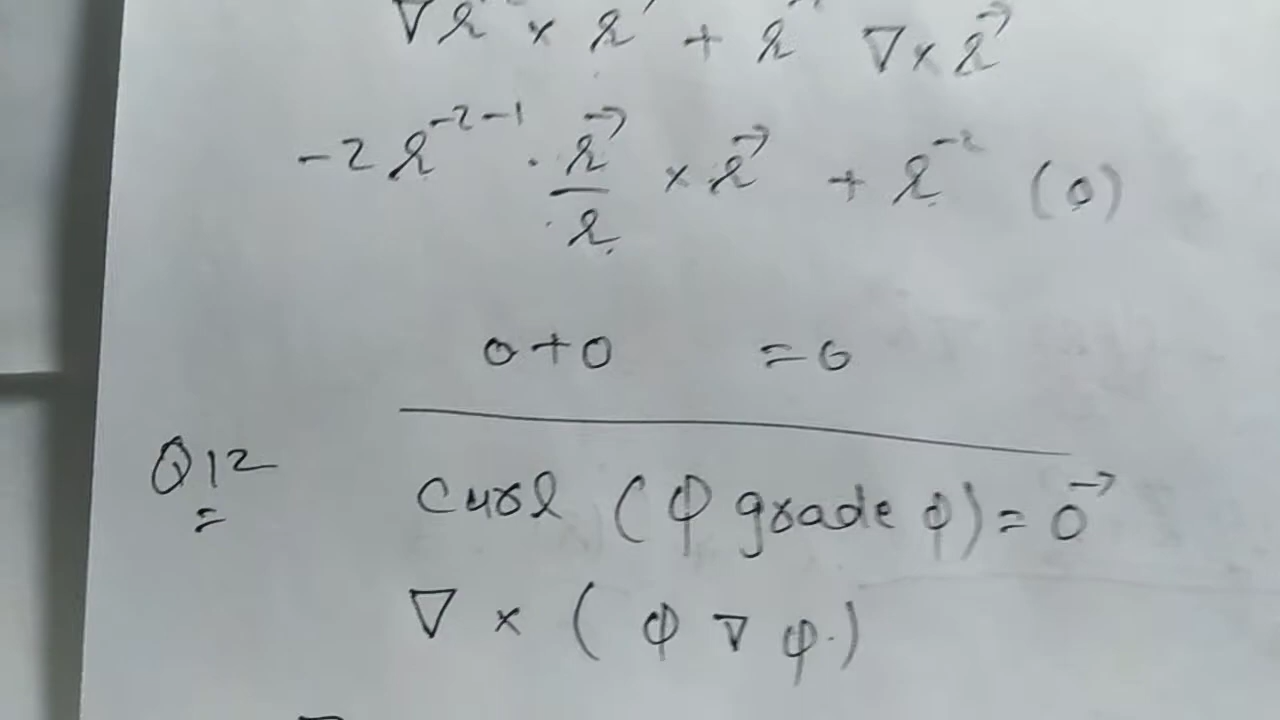 ∇ r × r + r ∇ × r⃗
-2 r^{-2-1} · r⃗/r × r⃗ + r^{-2} (0)
0+0 = 0
Q12 curl (φ grade φ) = 0⃗
∇ × ( φ ∇ φ.)